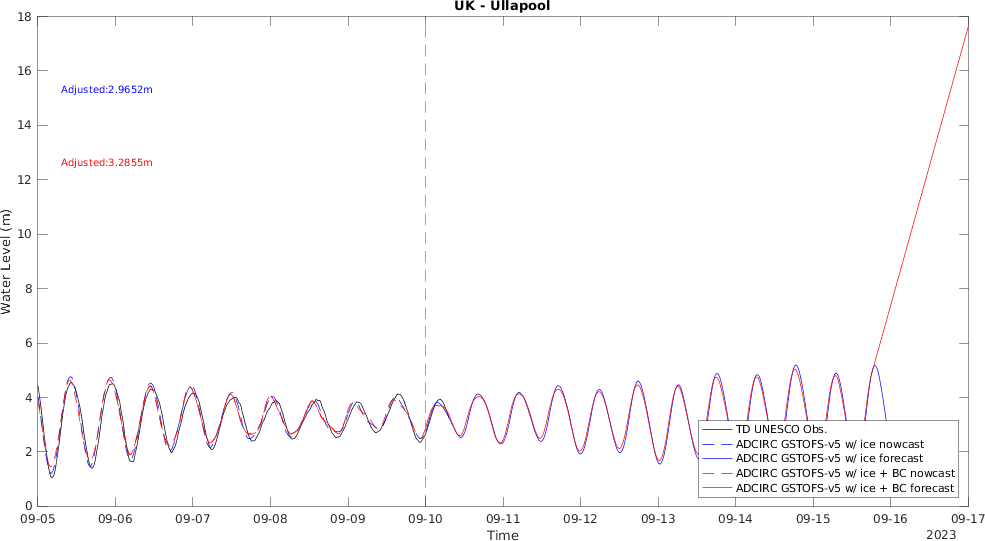 UK - Ullapool
18
16
14
12
10
8
6
4
2
0
Water Level (m)
Adjusted:2.9652m
Adjusted:3.2855m
TD UNESCO Obs.
ADCIRC GSTOFS-v5 w/ ice nowcast
ADCIRC GSTOFS-v5 w/ ice forecast
ADCIRC GSTOFS-v5 w/ ice + BC nowcast
ADCIRC GSTOFS-v5 w/ ice + BC forecast
09-05 09-06 09-07 09-08 09-09 09-10 09-11 09-12 09-13 09-14 09-15 09-16 09-17
Time
2023